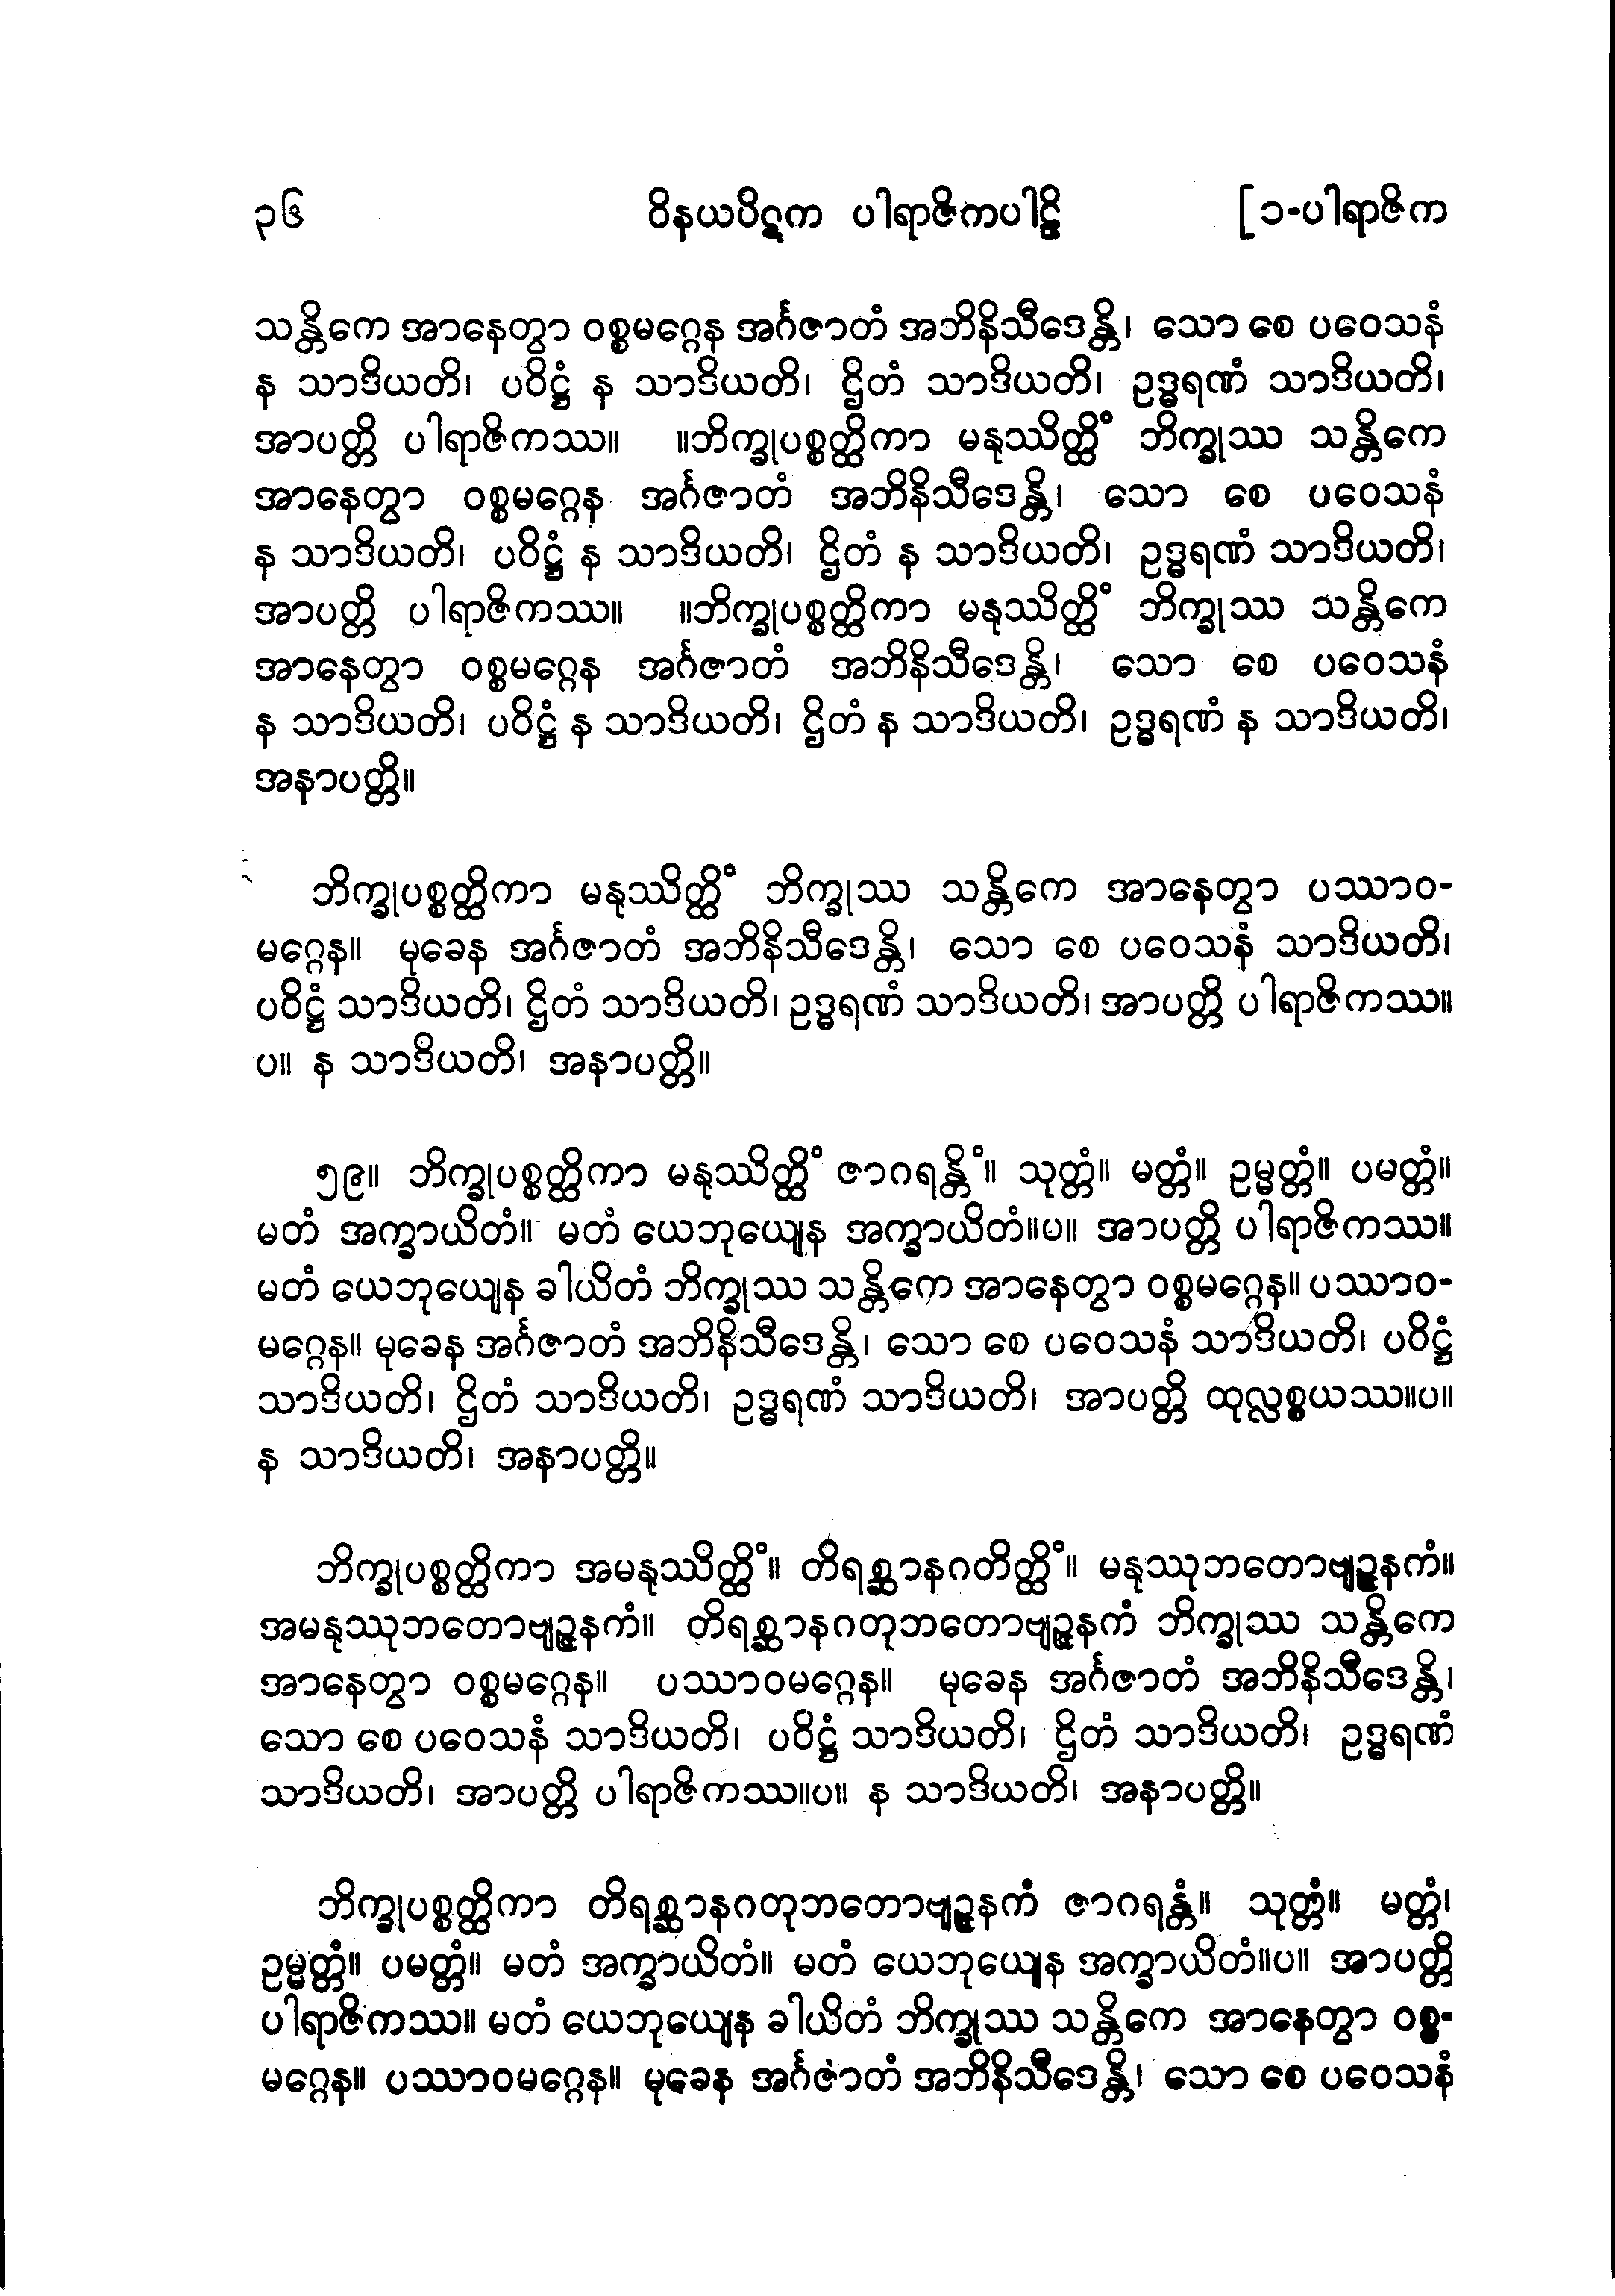 ၃၆ ဝိနယပိဋက ပါရာဇိကပါဠိ [၁-ပါရာဇိက
သန္တိကေ အာနေတွာ ဝစ္စမဂ္ဂေန အင်္ဂဇာတံ အဘိနိသီဒေန္တိ၊ သော စေ ပဝေသနံ
န သာဒိယတိ၊ ပဝိဋ္ဌံ န သာဒိယတိ၊ ဌိတံ သာဒိယတိ၊ ဥဒ္ဓရဏံ သာဒိယတိ၊
အာပတ္တိ ပါရာဇိကဿ။ ။ဘိက္ခုပစ္စတ္ထိကာ မနုဿိတ္ထိံ ဘိက္ခုဿ သန္တိကေ
အာနေတွာ ဝစ္စမဂ္ဂေန အင်္ဂဇာတံ အဘိနိသီဒေန္တိ၊ သော စေ ပဝေသနံ
န သာဒိယတိ၊ ပဝိဋ္ဌံ န သာဒိယတိ၊ ဌိတံ န သာဒိယတိ၊ ဥဒ္ဓရဏံ သာဒိယတိ၊
အာပတ္တိ ပါရာဇိကဿ။ ။ဘိက္ခုပစ္စတ္ထိကာ မနုဿိတ္ထိံ ဘိက္ခုဿ သန္တိကေ
အာနေတွာ ဝစ္စမဂ္ဂေန အင်္ဂဇာတံ အဘိနိသီဒေန္တိ၊ သော စေ ပဝေသနံ
န သာဒိယတိ၊ ပဝိဋ္ဌံ န သာဒိယတိ၊ ဌိတံ န သာဒိယတိ၊ ဥဒ္ဓရဏံ န သာဒိယတိ၊
အနာပတ္တိ။
ဘိက္ခုပစ္စတ္ထိကာ မနုဿိတ္ထိံ ဘိက္ခုဿ သန္တိကေ အာနေတွာ ပဿာဝ-
မဂ္ဂေန။ မုခေန အင်္ဂဇာတံ အဘိနိသီဒေန္တိ၊ သော စေ ပဝေသနံ သာဒိယတိ၊
ပဝိဋ္ဌံ သာဒိယတိ၊ ဌိတံ သာဒိယတိ၊ ဥဒ္ဓရဏံ သာဒိယတိ၊ အာပတ္တိ ပါရာဇိကဿ။
ပ။ န သာဒိယတိ၊ အနာပတ္တိ။
၅၉။ ဘိက္ခုပစ္စတ္ထိကာ မနုဿိတ္ထိံ ဇာဂရန္တိံ။ သုတ္တံ။ မတ္တံ။ ဥမ္မတ္တံ။ ပမတ္တံ။
မတံ အက္ခာယိတံ။ မတံ ယေဘုယျေန အက္ခာယိတံ။ပ။ အာပတ္တိ ပါရာဇိကဿ။
မတံ ယေဘုယျေန ခါယိတံ ဘိက္ခုဿ သန္တိကေ အာနေတွာ ဝစ္စမဂ္ဂေန။ ပဿာဝ-
မဂ္ဂေန။ မုခေန အင်္ဂဇာတံ အဘိနိသီဒေန္တိ၊ သော စေ ပဝေသနံ သာဒိယတိ၊ ပဝိဋ္ဌံ
သာဒိယတိ၊ ဌိတံ သာဒိယတိ၊ ဥဒ္ဓရဏံ သာဒိယတိ၊ အာပတ္တိ ထုလ္လစ္စယဿ။ပ။
န သာဒိယတိ၊ အနာပတ္တိ။
ဘိက္ခုပစ္စတ္ထိကာ အမနုဿိတ္ထိံ။ တိရစ္ဆာနဂတိတ္ထိံ။ မနုဿုဘတောဗျဉ္ဇနကံ။
အမနုဿုဘတောဗျဉ္ဇနကံ။ တိရစ္ဆာနဂတုဘတောဗျဉ္ဇနကံ ဘိက္ခုဿ သန္တိကေ
အာနေတွာ ဝစ္စမဂ္ဂေန။ ပဿာဝမဂ္ဂေန။ မုခေန အင်္ဂဇာတံ အဘိနိသီဒေန္တိ၊
သော စေ ပဝေသနံ သာဒိယတိ၊ ပဝိဋ္ဌံ သာဒိယတိ၊ ဌိတံ သာဒိယတိ၊ ဥဒ္ဓရဏံ
သာဒိယတိ၊ အာပတ္တိ ပါရာဇိကဿ။ပ။ န သာဒိယတိ၊ အနာပတ္တိ။
ဘိက္ခုပစ္စတ္ထိကာ တိရစ္ဆာနဂတုဘတောဗျဉ္ဇနကံ ဇာဂရန္တံ။ သုတ္တံ။ မတ္တံ၊
ဥမ္မတ္တံ။ ပမတ္တံ။ မတံ အက္ခာယိတံ။ မတံ ယေဘုယျေန အက္ခာယိတံ။ပ။ အာပတ္တိ
ပါရာဇိကဿ။ မတံ ယေဘုယျေန ခါယိတံ ဘိက္ခုဿ သန္တိကေ အာနေတွာ ဝစ္စ-
မဂ္ဂေန။ ပဿာဝမဂ္ဂေန။ မုခေန အင်္ဂဇာတံ အဘိနိသီဒေန္တိ၊ သော စေ ပဝေသနံ